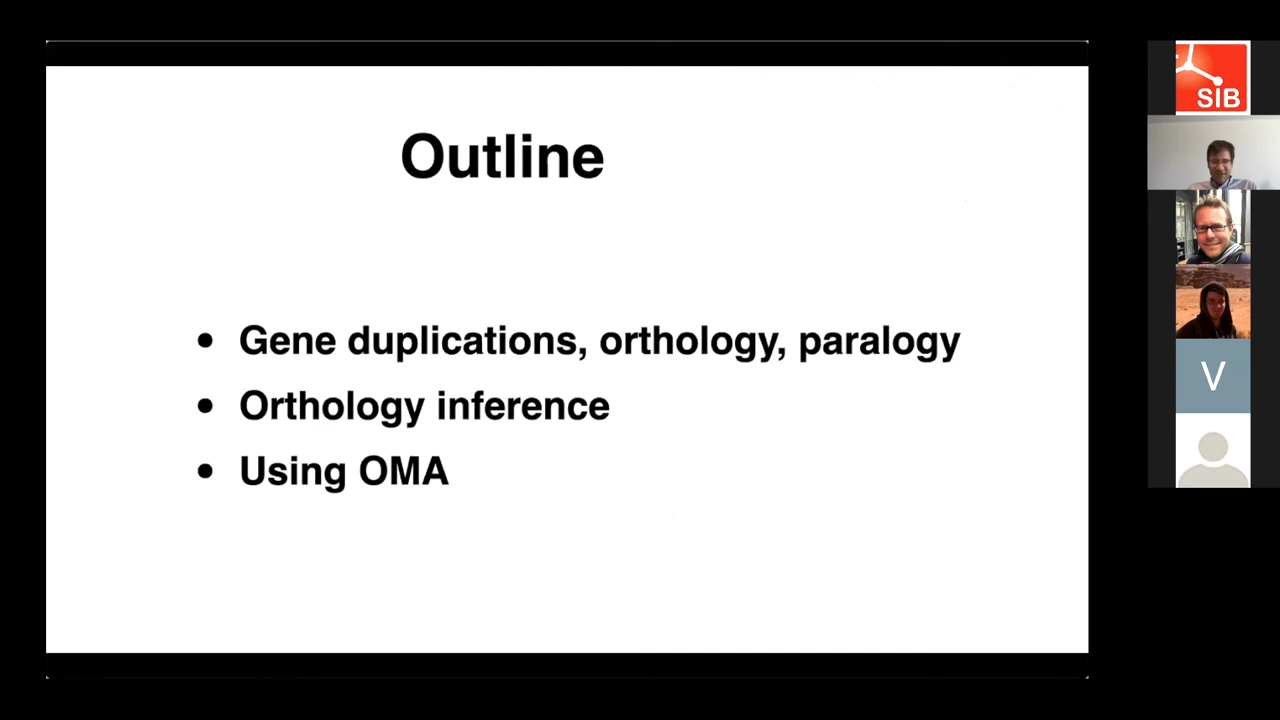 Outline
• Gene duplications, orthology, paralogy
• Orthology inference
• Using OMA
SIB
V